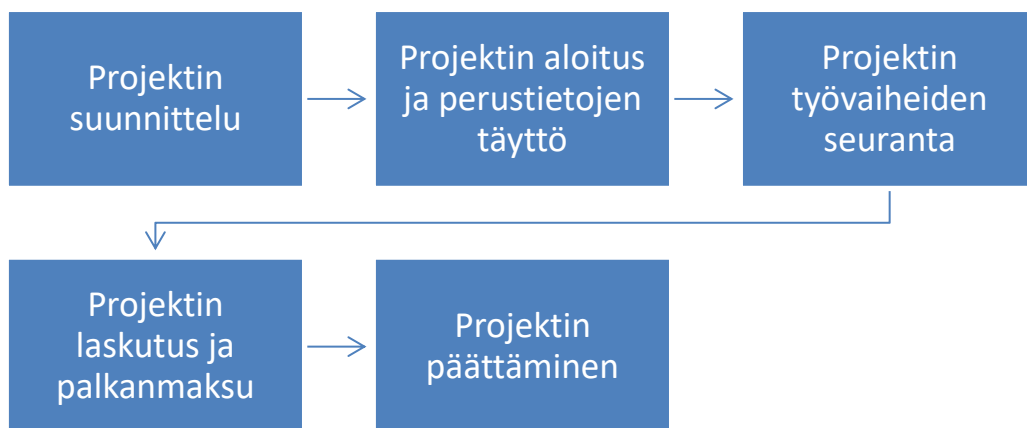 Projektin
suunnittelu
Projektin aloitus
ja perustietojen
täyttö
Projektin
työvaiheiden
seuranta
Projektin
laskutus ja
palkanmaksu
Projektin
päättäminen